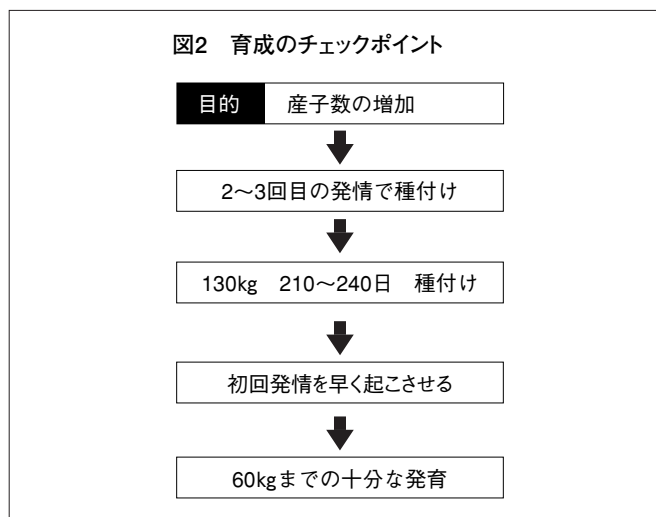 図2　育成のチェックポイント
目的　産子数の増加
2～3回目の発情で種付け
130kg　210～240日　種付け
初回発情を早く起こさせる
60kgまでの十分な発育